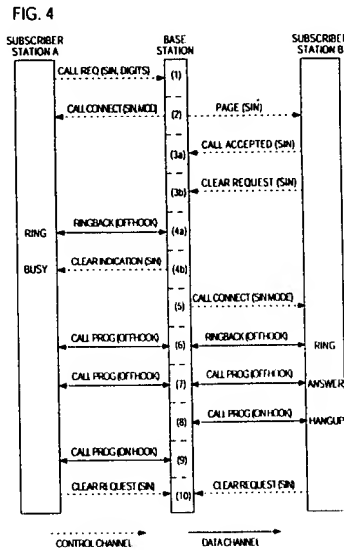 FIG. 4
SUBSCRIBER STATION A
BASE STATION
SUBSCRIBER STATION B
CALL REQ (SIN, DIGITS)
(1)
CALL CONNECT (SIN, MOD)
(2)
PAGE (SIN)
(3a)
CALL ACCEPTED (SIN)
(3b)
CLEAR REQUEST (SIN)
RING
RINGBACK (OFFHOOK)
(4a)
BUSY
CLEAR INDICATION (SIN)
(4b)
(5)
CALL CONNECT (SIN MODE)
CALL PROG (OFFHOOK)
(6)
RINGBACK (OFFHOOK)
RING
CALL PROG (OFFHOOK)
(7)
CALL PROG (OFFHOOK)
ANSWER
(8)
CALL PROG (ON HOOK)
HANGUP
CALL PROG (ON HOOK)
(9)
CLEAR REQUEST (SIN)
(10)
CLEAR REQUEST (SIN)
CONTROL CHANNEL
DATA CHANNEL